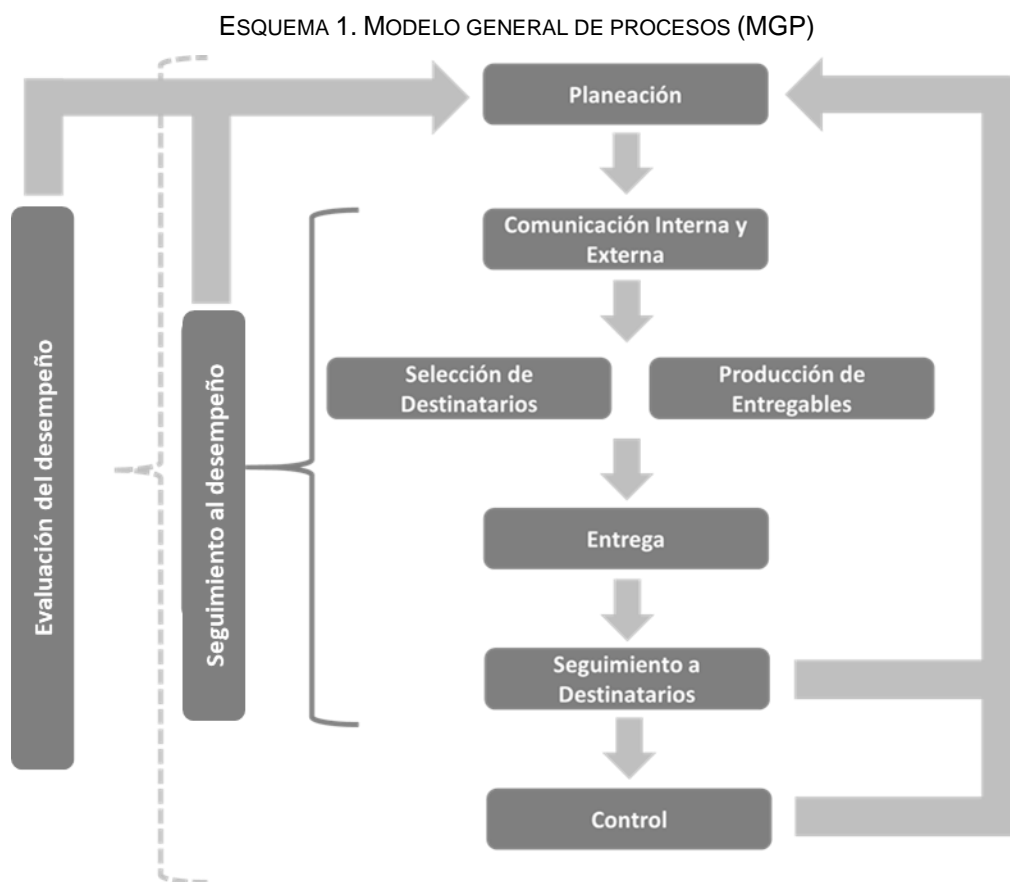 ESQUEMA 1. MODELO GENERAL DE PROCESOS (MGP)
Planeación
Comunicación Interna y
Externa
Selección de
Destinatarios
Producción de
Entregables
Entrega
Seguimiento a
Destinatarios
Control
Evaluación del desempeño
Seguimiento al desempeño